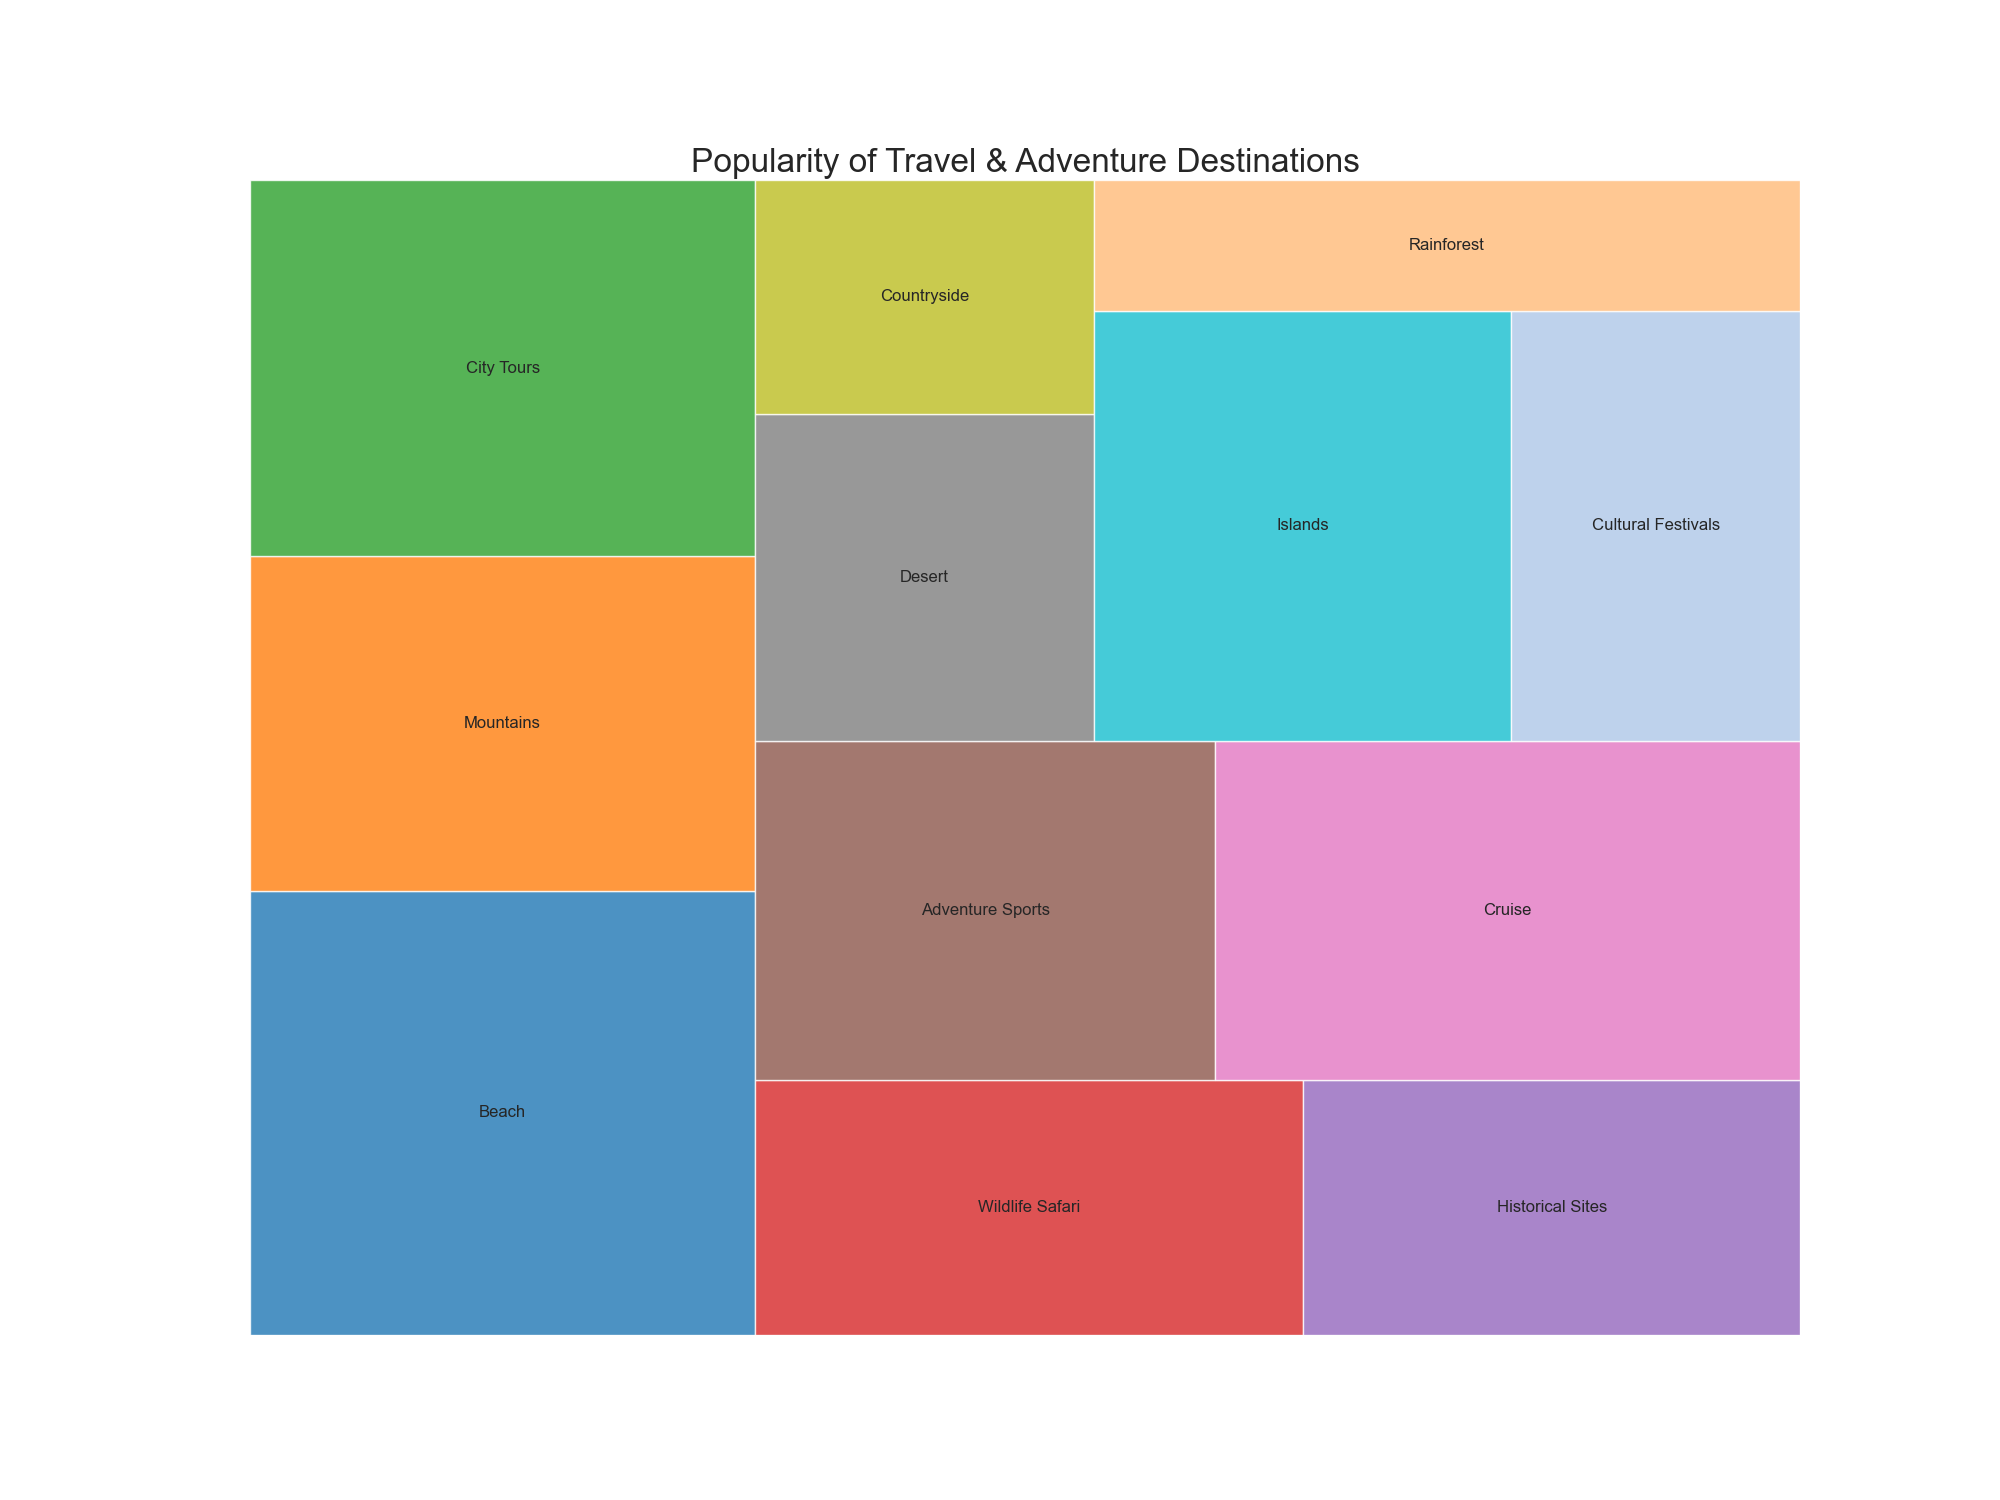 Popularity of Travel & Adventure Destinations
City Tours
Mountains
Beach
Countryside
Desert
Rainforest
Islands
Cultural Festivals
Adventure Sports
Cruise
Wildlife Safari
Historical Sites